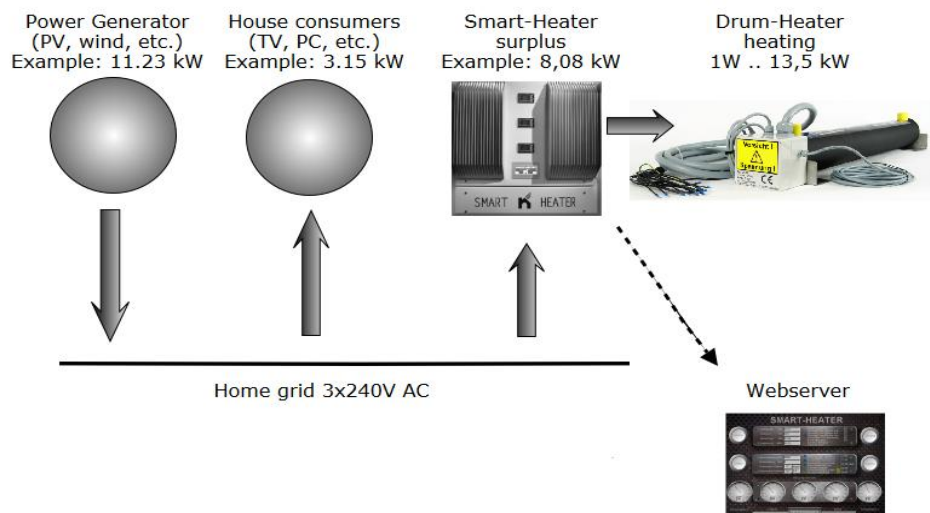 Power Generator
(PV, wind, etc.)
Example: 11.23 kW
House consumers
(TV, PC, etc.)
Example: 3.15 kW
Smart-Heater
surplus
Example: 8,08 kW
Drum-Heater
heating
1W .. 13,5 kW
Vorsicht !
CE
SMART HEATER
Home grid 3x240V AC
Webserver
SMART-HEATER